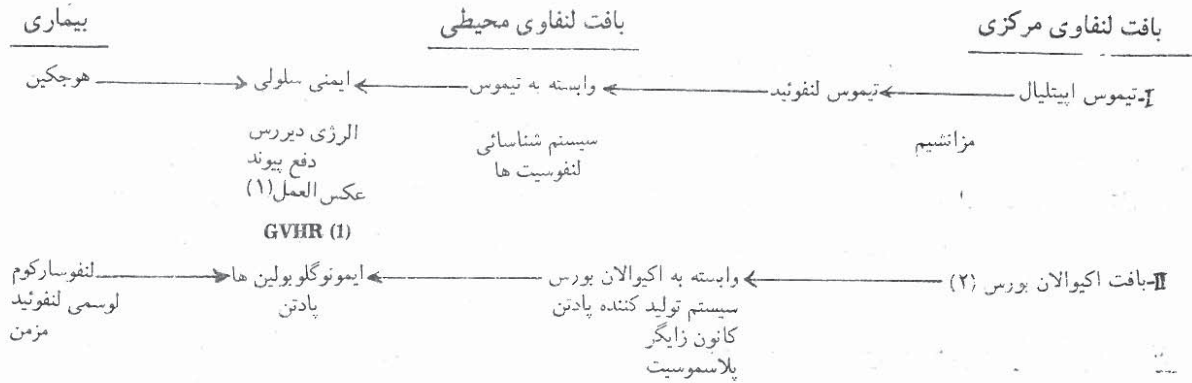 بافت لنفاوی مرکزی بافت لنفاوی محیطی بیماری
I-تیموس اپیتلیال تیموس لنفوئید وابسته به تیموس ایمنی سلولی هوجکین
مزانشیم سیستم شناسائی الرژی دیررس
لنفوسیت ها دفع پیوند
عکس العمل(۱)
GVHR (1)
II-بافت اکیوالان بورس (۲) وابسته به اکیوالان بورس ایمونوگلوبولین ها لنفوسارکوم
سیستم تولید کننده پادتن پادتن لوسمی لنفوئید
کانون زایگر مزمن
پلاسموسیت